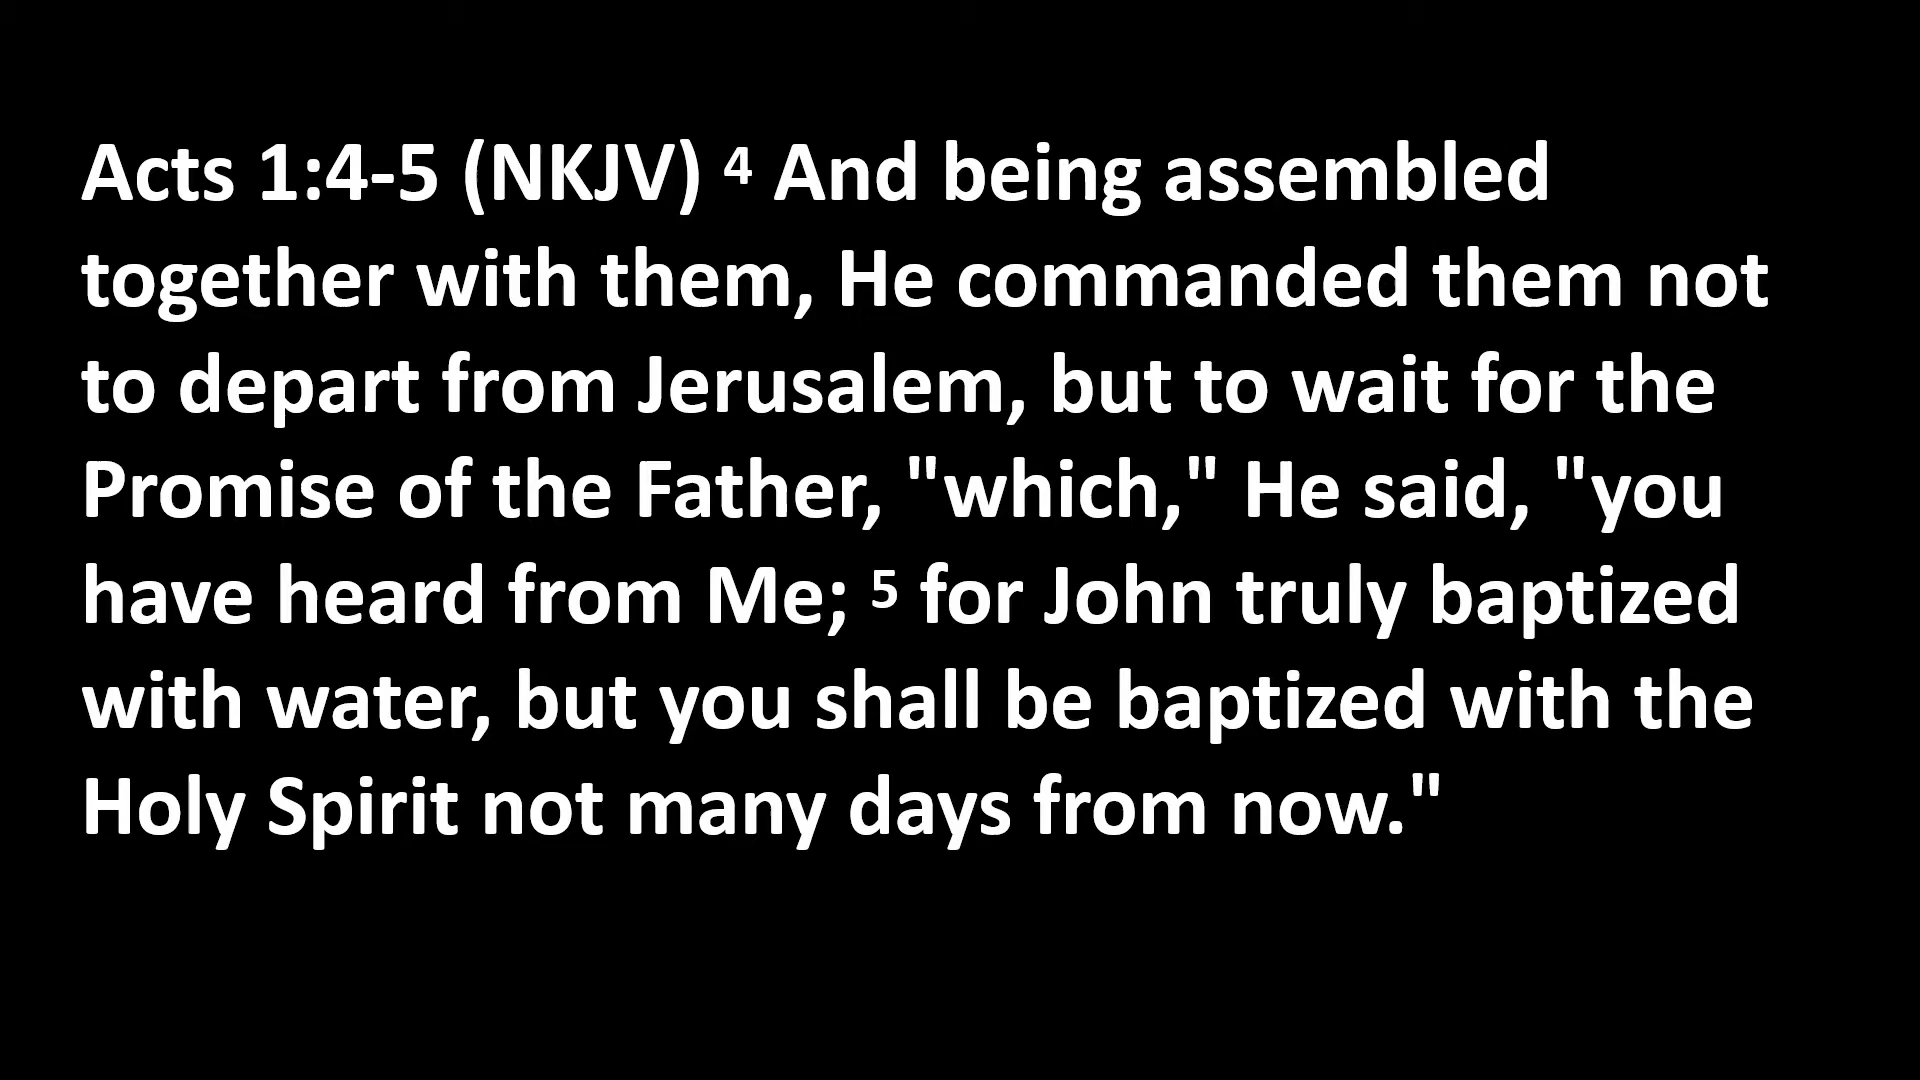 Acts 1:4-5 (NKJV) 4 And being assembled
together with them, He commanded them not
to depart from Jerusalem, but to wait for the
Promise of the Father, "which," He said, "you
have heard from Me; 5 for John truly baptized
with water, but you shall be baptized with the
Holy Spirit not many days from now."